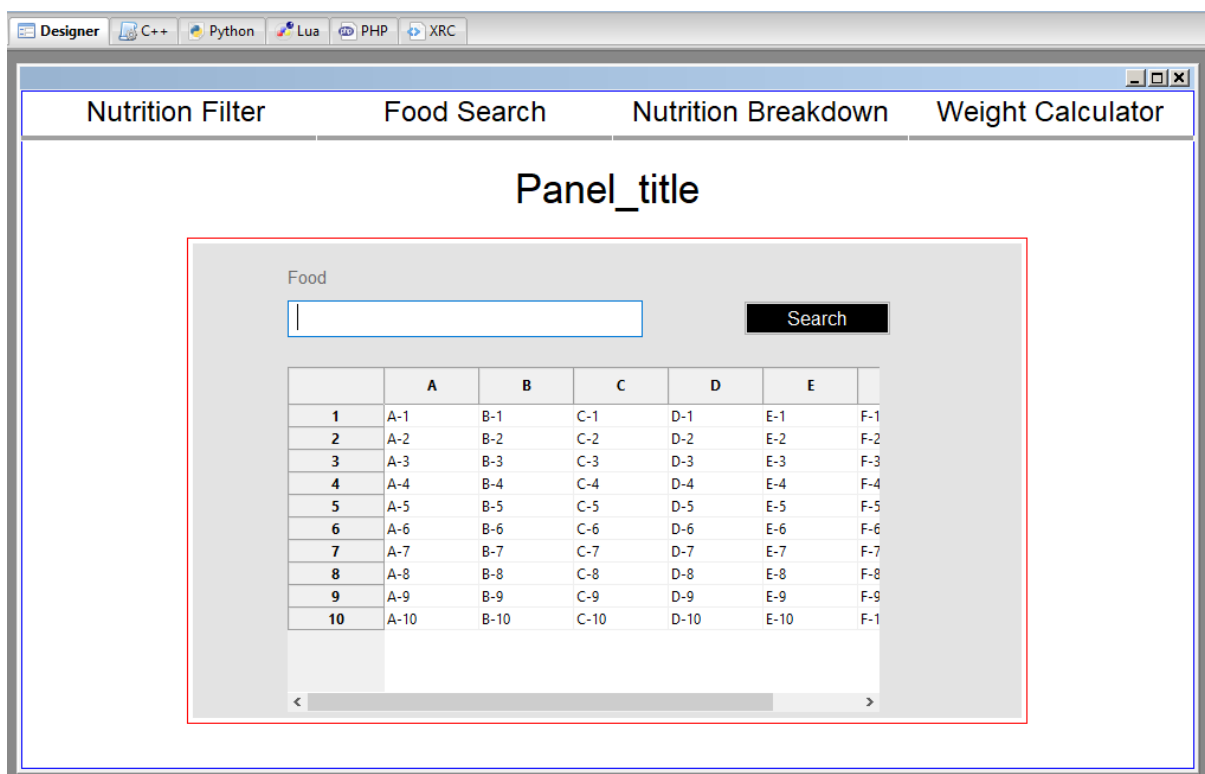 Designer C++ Python Lua PHP XRC
Nutrition Filter Food Search Nutrition Breakdown Weight Calculator
Panel_title
Food
Search
A B C D E
1 A-1 B-1 C-1 D-1 E-1 F-1
2 A-2 B-2 C-2 D-2 E-2 F-2
3 A-3 B-3 C-3 D-3 E-3 F-3
4 A-4 B-4 C-4 D-4 E-4 F-4
5 A-5 B-5 C-5 D-5 E-5 F-5
6 A-6 B-6 C-6 D-6 E-6 F-6
7 A-7 B-7 C-7 D-7 E-7 F-7
8 A-8 B-8 C-8 D-8 E-8 F-8
9 A-9 B-9 C-9 D-9 E-9 F-9
10 A-10 B-10 C-10 D-10 E-10 F-1